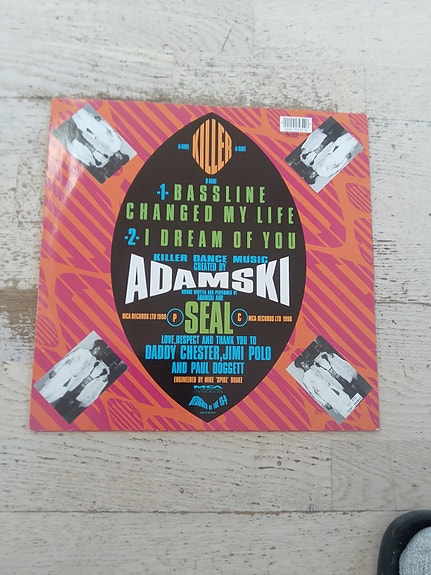 A-SIDE KILLER A-SIDE
B-SIDE
-1- BASSLINE
CHANGED MY LIFE
-2- I DREAM OF YOU
KILLER DANCE MUSIC
CREATED BY
ADAMSKI
WRITTEN AND PERFORMED BY
ADAMSKI AND
MCA RECORDS LTD 1990 P SEAL C MCA RECORDS LTD 1990
LOVE, RESPECT AND THANK YOU TO
DADDY CHESTER, JIMI POLO
AND PAUL DOGGETT
ENGINEERED BY MIKE 'SPIKE' DRAKE
MCA